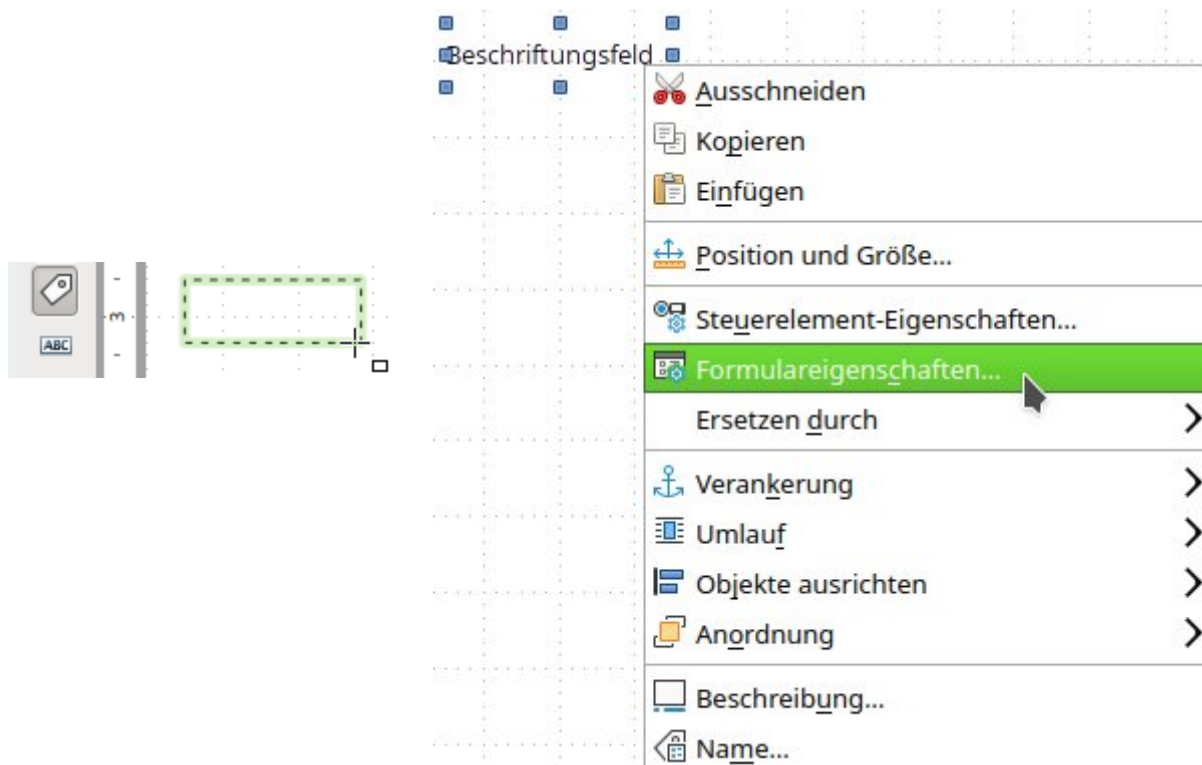 Beschriftungsfeld
Ausschneiden
Kopieren
Einfügen
Position und Größe...
Steuerelement-Eigenschaften...
Formulareigenschaften...
Ersetzen durch
Verankerung
Umlauf
Objekte ausrichten
Anordnung
Beschreibung...
Name...
3
ABC